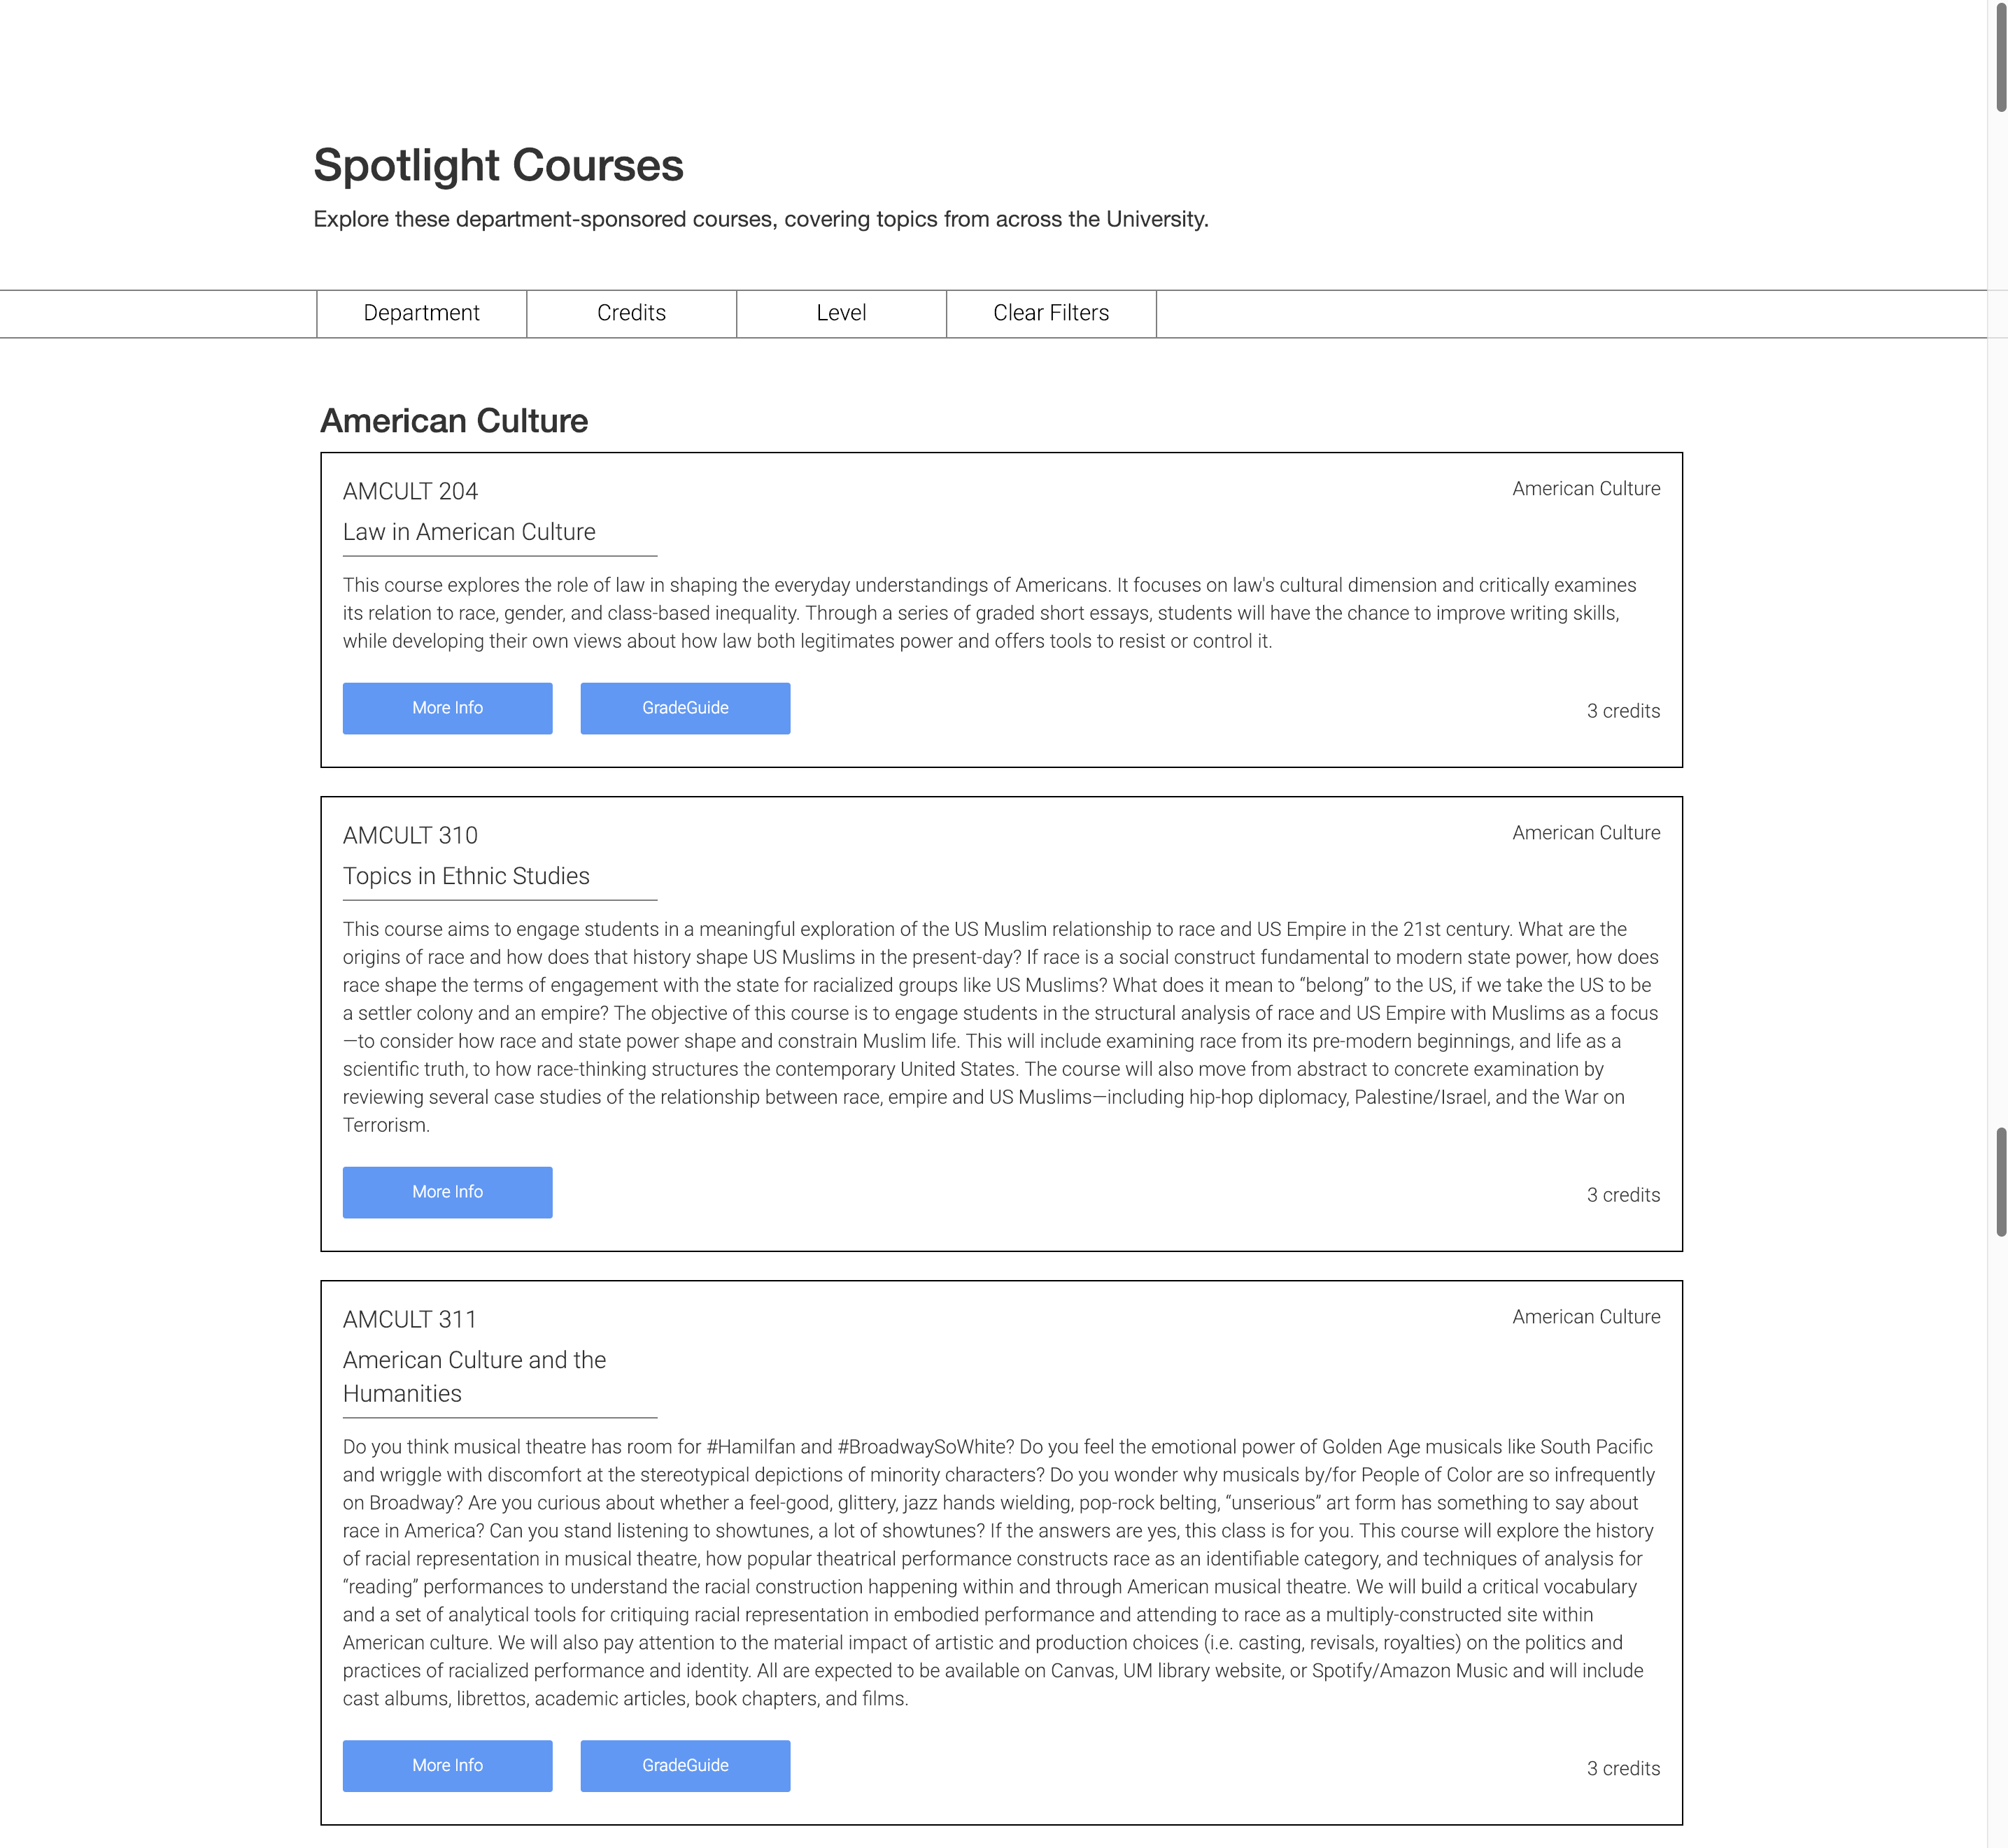 Spotlight Courses
Explore these department-sponsored courses, covering topics from across the University.
Department
Credits
Level
Clear Filters
American Culture
AMCULT 204
American Culture
Law in American Culture
This course explores the role of law in shaping the everyday understandings of Americans. It focuses on law's cultural dimension and critically examines
its relation to race, gender, and class-based inequality. Through a series of graded short essays, students will have the chance to improve writing skills,
while developing their own views about how law both legitimates power and offers tools to resist or control it.
More Info
GradeGuide
3 credits
AMCULT 310
American Culture
Topics in Ethnic Studies
This course aims to engage students in a meaningful exploration of the US Muslim relationship to race and US Empire in the 21st century. What are the
origins of race and how does that history shape US Muslims in the present-day? If race is a social construct fundamental to modern state power, how does
race shape the terms of engagement with the state for racialized groups like US Muslims? What does it mean to “belong” to the US, if we take the US to be
a settler colony and an empire? The objective of this course is to engage students in the structural analysis of race and US Empire with Muslims as a focus
—to consider how race and state power shape and constrain Muslim life. This will include examining race from its pre-modern beginnings, and life as a
scientific truth, to how race-thinking structures the contemporary United States. The course will also move from abstract to concrete examination by
reviewing several case studies of the relationship between race, empire and US Muslims—including hip-hop diplomacy, Palestine/Israel, and the War on
Terrorism.
More Info
3 credits
AMCULT 311
American Culture
American Culture and the
Humanities
Do you think musical theatre has room for #Hamilfan and #BroadwaySoWhite? Do you feel the emotional power of Golden Age musicals like South Pacific
and wriggle with discomfort at the stereotypical depictions of minority characters? Do you wonder why musicals by/for People of Color are so infrequently
on Broadway? Are you curious about whether a feel-good, glittery, jazz hands wielding, pop-rock belting, “unserious” art form has something to say about
race in America? Can you stand listening to showtunes, a lot of showtunes? If the answers are yes, this class is for you. This course will explore the history
of racial representation in musical theatre, how popular theatrical performance constructs race as an identifiable category, and techniques of analysis for
“reading” performances to understand the racial construction happening within and through American musical theatre. We will build a critical vocabulary
and a set of analytical tools for critiquing racial representation in embodied performance and attending to race as a multiply-constructed site within
American culture. We will also pay attention to the material impact of artistic and production choices (i.e. casting, revisals, royalties) on the politics and
practices of racialized performance and identity. All are expected to be available on Canvas, UM library website, or Spotify/Amazon Music and will include
cast albums, librettos, academic articles, book chapters, and films.
More Info
GradeGuide
3 credits